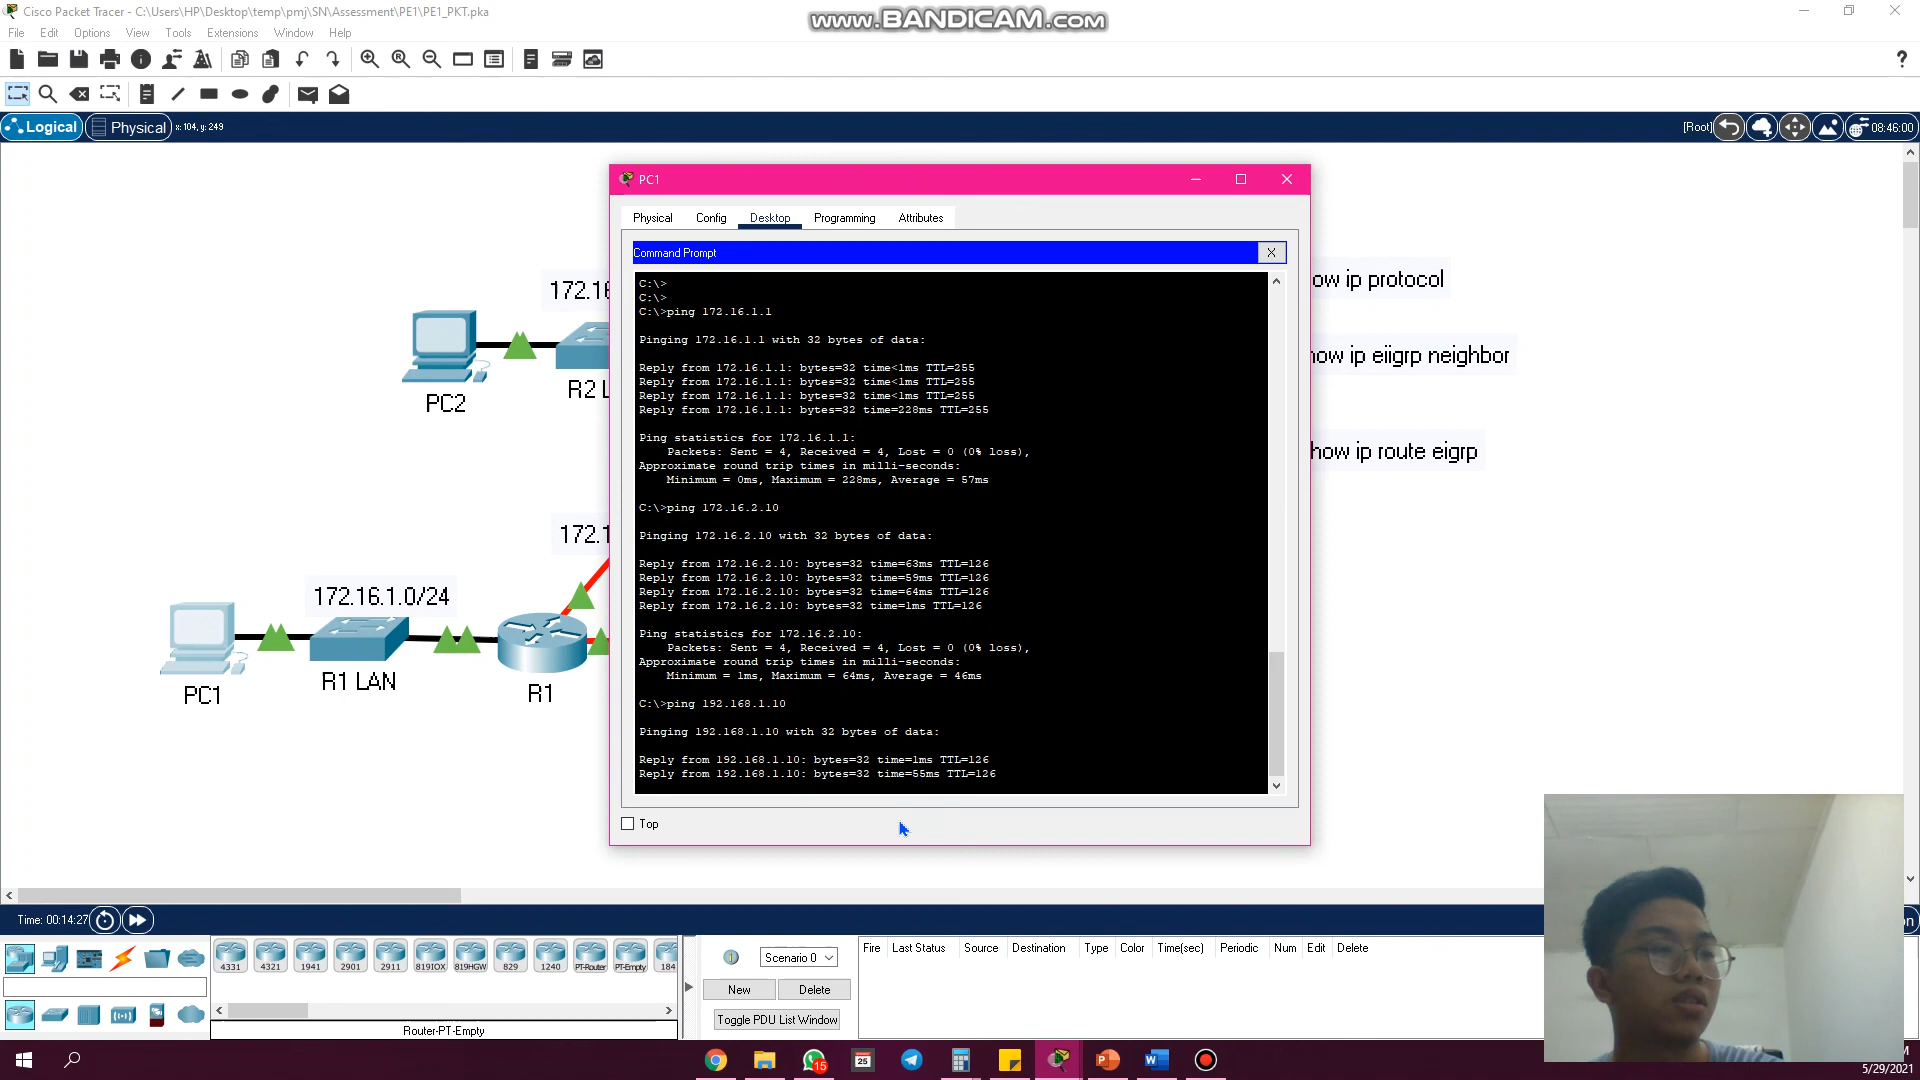 Cisco Packet Tracer - C:\Users\HP\Desktop\temp\pmj\SN\Assessment\PE1\PE1_PKT.pka
WWW.BANDICAM.COM
File Edit Options View Tools Extensions Window Help
Logical Physical x: 104, y: 249
[Root] 08:46:00
PC1
Physical Config Desktop Programming Attributes
Command Prompt
X
C:\>
C:\>
C:\>ping 172.16.1.1
Pinging 172.16.1.1 with 32 bytes of data:
Reply from 172.16.1.1: bytes=32 time<1ms TTL=255
Reply from 172.16.1.1: bytes=32 time<1ms TTL=255
Reply from 172.16.1.1: bytes=32 time<1ms TTL=255
Reply from 172.16.1.1: bytes=32 time=228ms TTL=255
Ping statistics for 172.16.1.1:
Packets: Sent = 4, Received = 4, Lost = 0 (0% loss),
Approximate round trip times in milli-seconds:
Minimum = 0ms, Maximum = 228ms, Average = 57ms
C:\>ping 172.16.2.10
Pinging 172.16.2.10 with 32 bytes of data:
Reply from 172.16.2.10: bytes=32 time=63ms TTL=126
Reply from 172.16.2.10: bytes=32 time=59ms TTL=126
Reply from 172.16.2.10: bytes=32 time=64ms TTL=126
Reply from 172.16.2.10: bytes=32 time=1ms TTL=126
Ping statistics for 172.16.2.10:
Packets: Sent = 4, Received = 4, Lost = 0 (0% loss),
Approximate round trip times in milli-seconds:
Minimum = 1ms, Maximum = 64ms, Average = 46ms
C:\>ping 192.168.1.10
Pinging 192.168.1.10 with 32 bytes of data:
Reply from 192.168.1.10: bytes=32 time=1ms TTL=126
Reply from 192.168.1.10: bytes=32 time=55ms TTL=126
Top
172.16
PC2
R2 L
172.1
172.16.1.0/24
PC1
R1 LAN
R1
ow ip protocol
how ip eiigrp neighbor
how ip route eigrp
Time: 00:14:27
on
4331 4321 1941 2901 2911 819IOX 819HGW 829 1240 PT-Router PT-Empty 184
Router-PT-Empty
Scenario 0
New Delete
Toggle PDU List Window
Fire Last Status Source Destination Type Color Time(sec) Periodic Num Edit Delete
15
25
5/29/2021